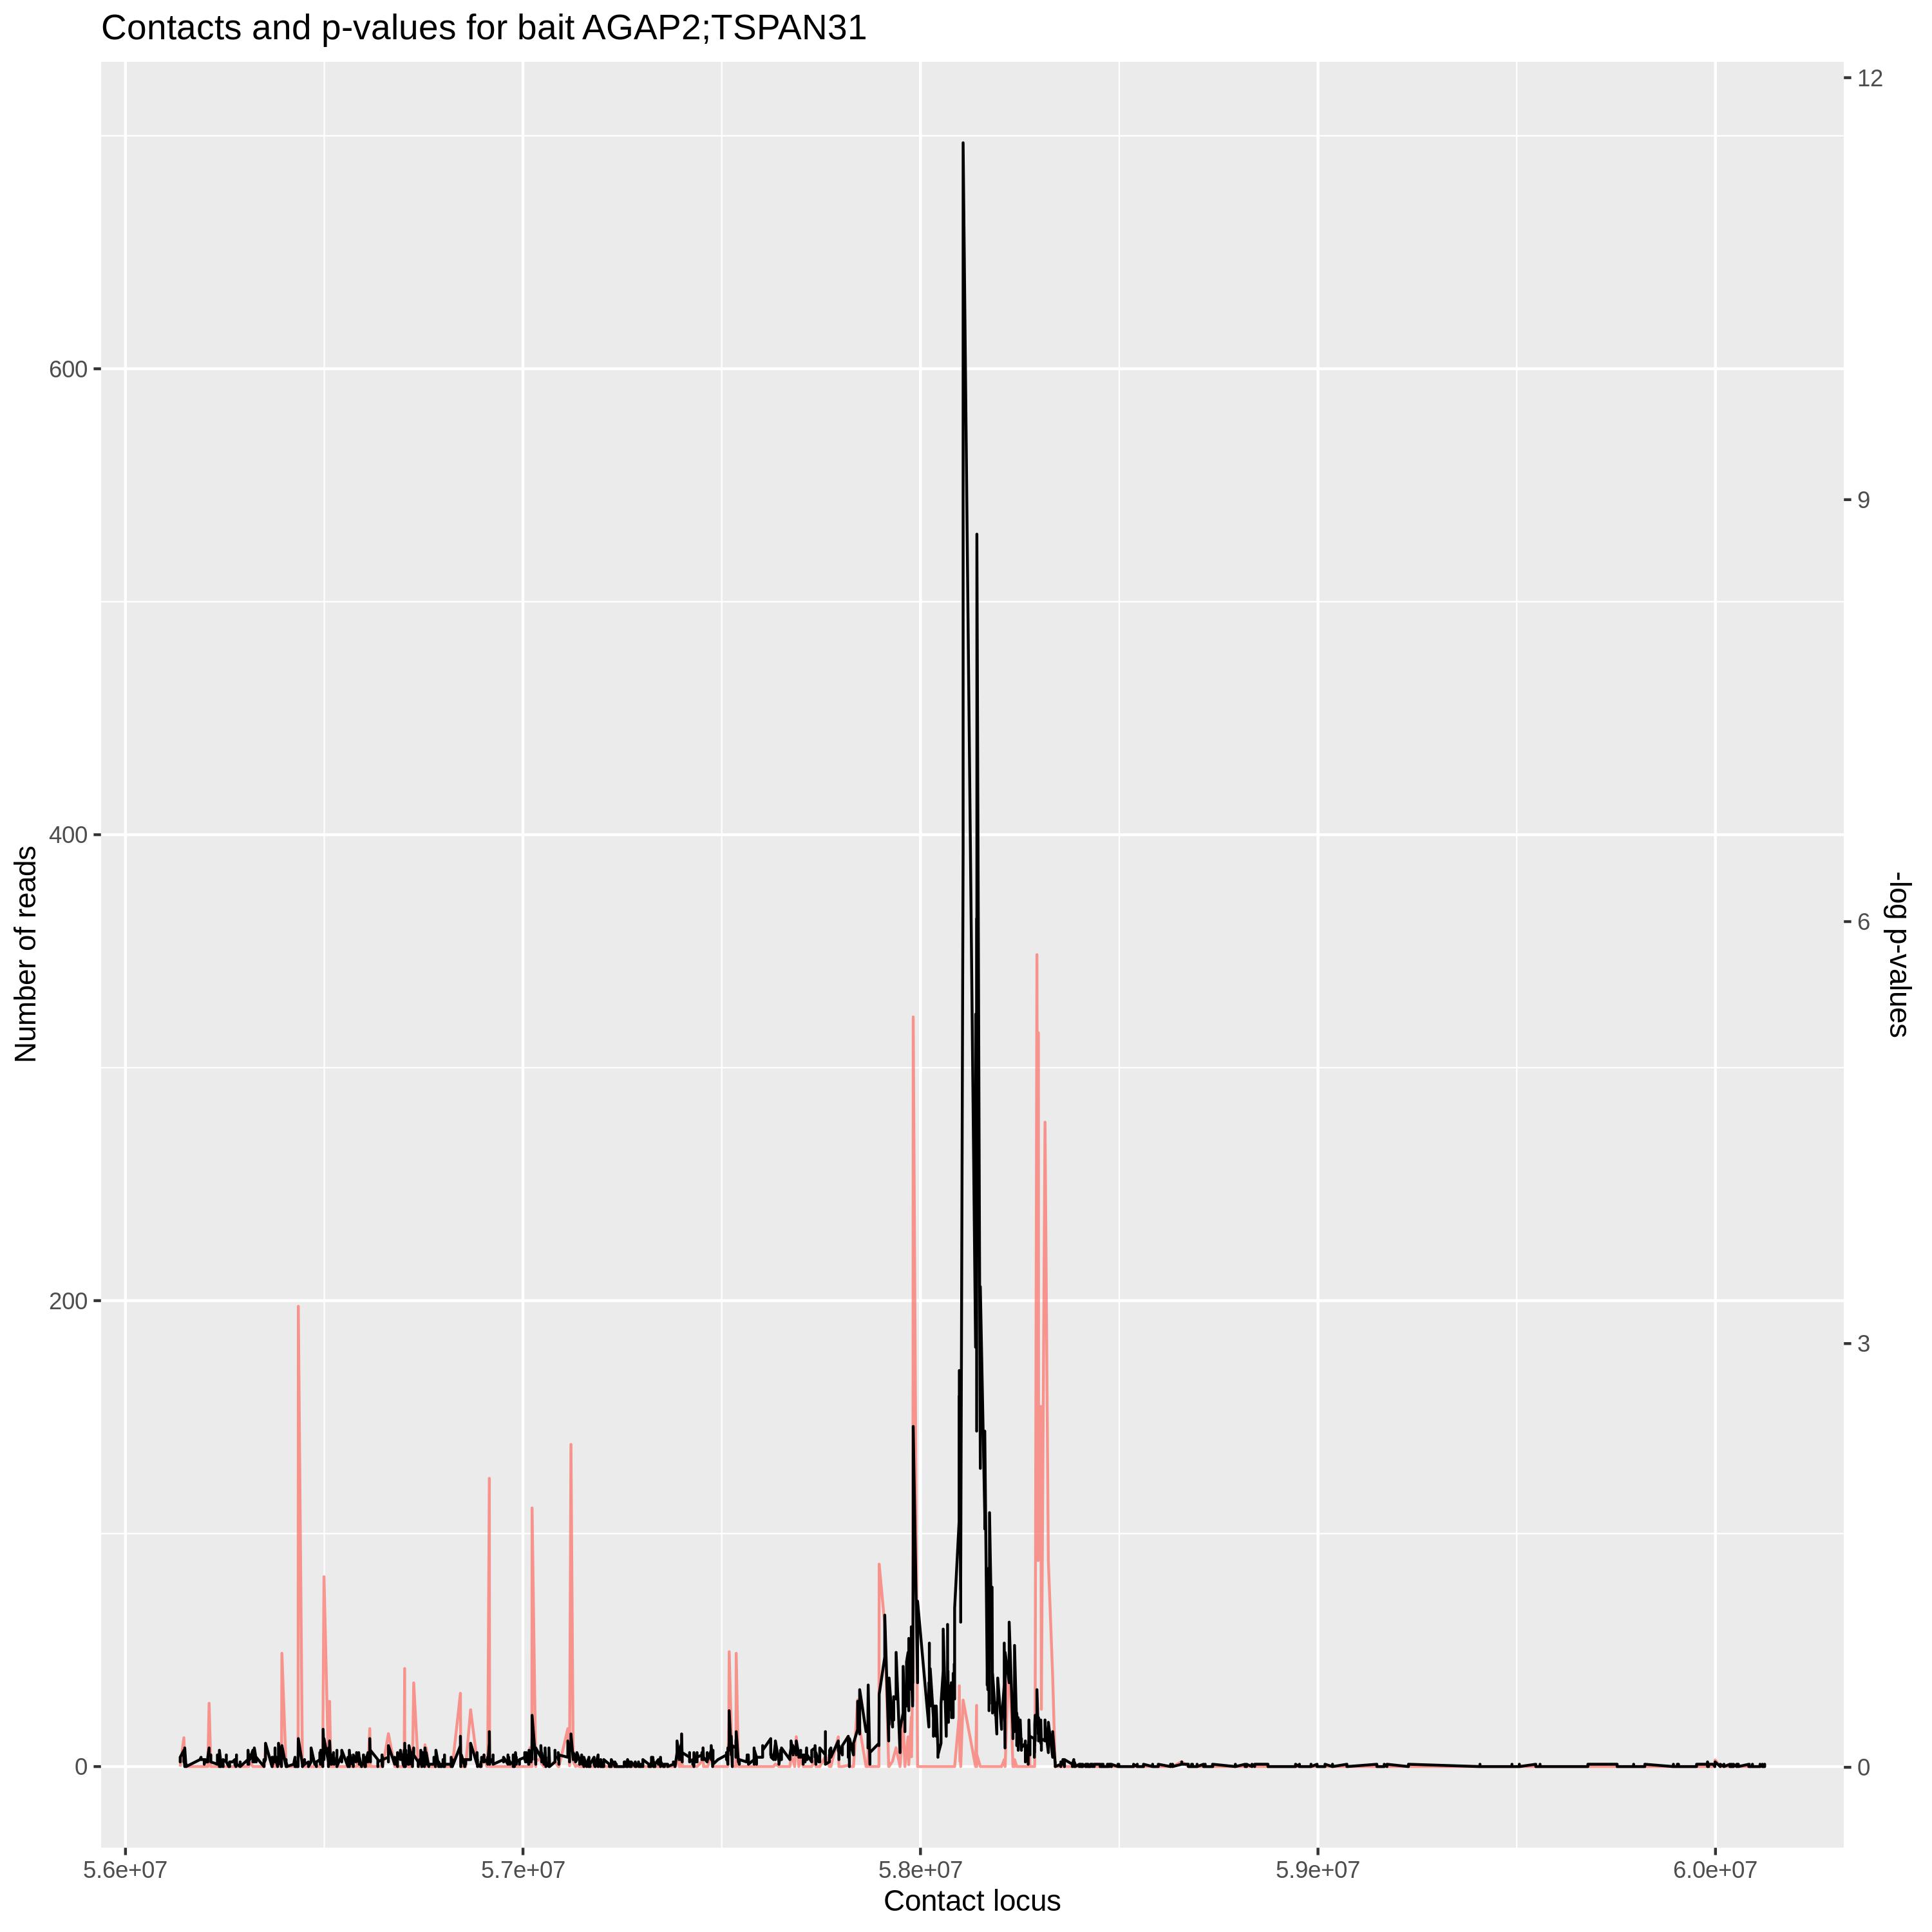 Contacts and p-values for bait AGAP2;TSPAN31
12
9
6
3
0
600
400
200
0
Number of reads
-log p-values
5.6e+07 5.7e+07 5.8e+07 5.9e+07 6.0e+07
Contact locus